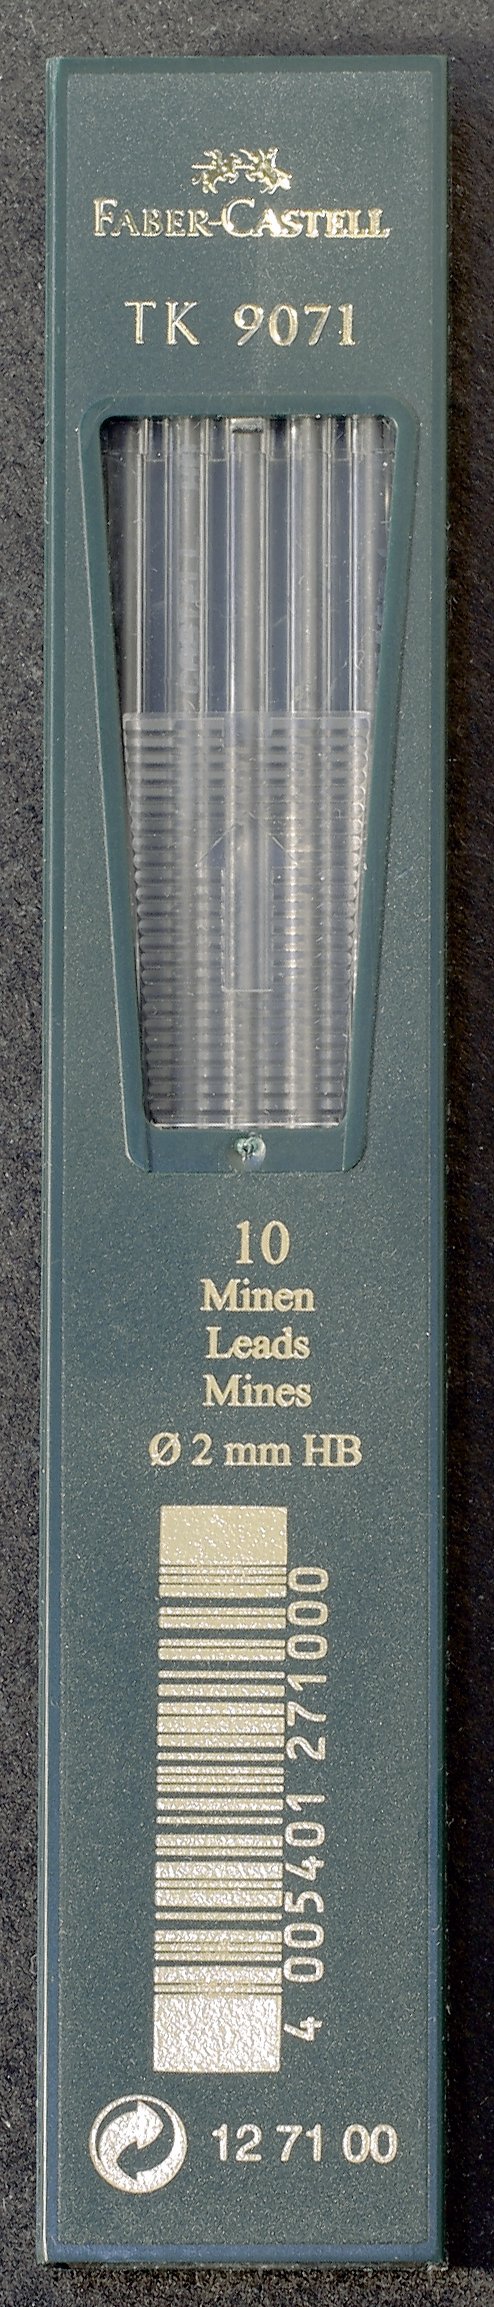 FABER-CASTELL
TK 9071
10
Minen
Leads
Mines
Ø 2 mm HB
4 005401 271000
12 71 00